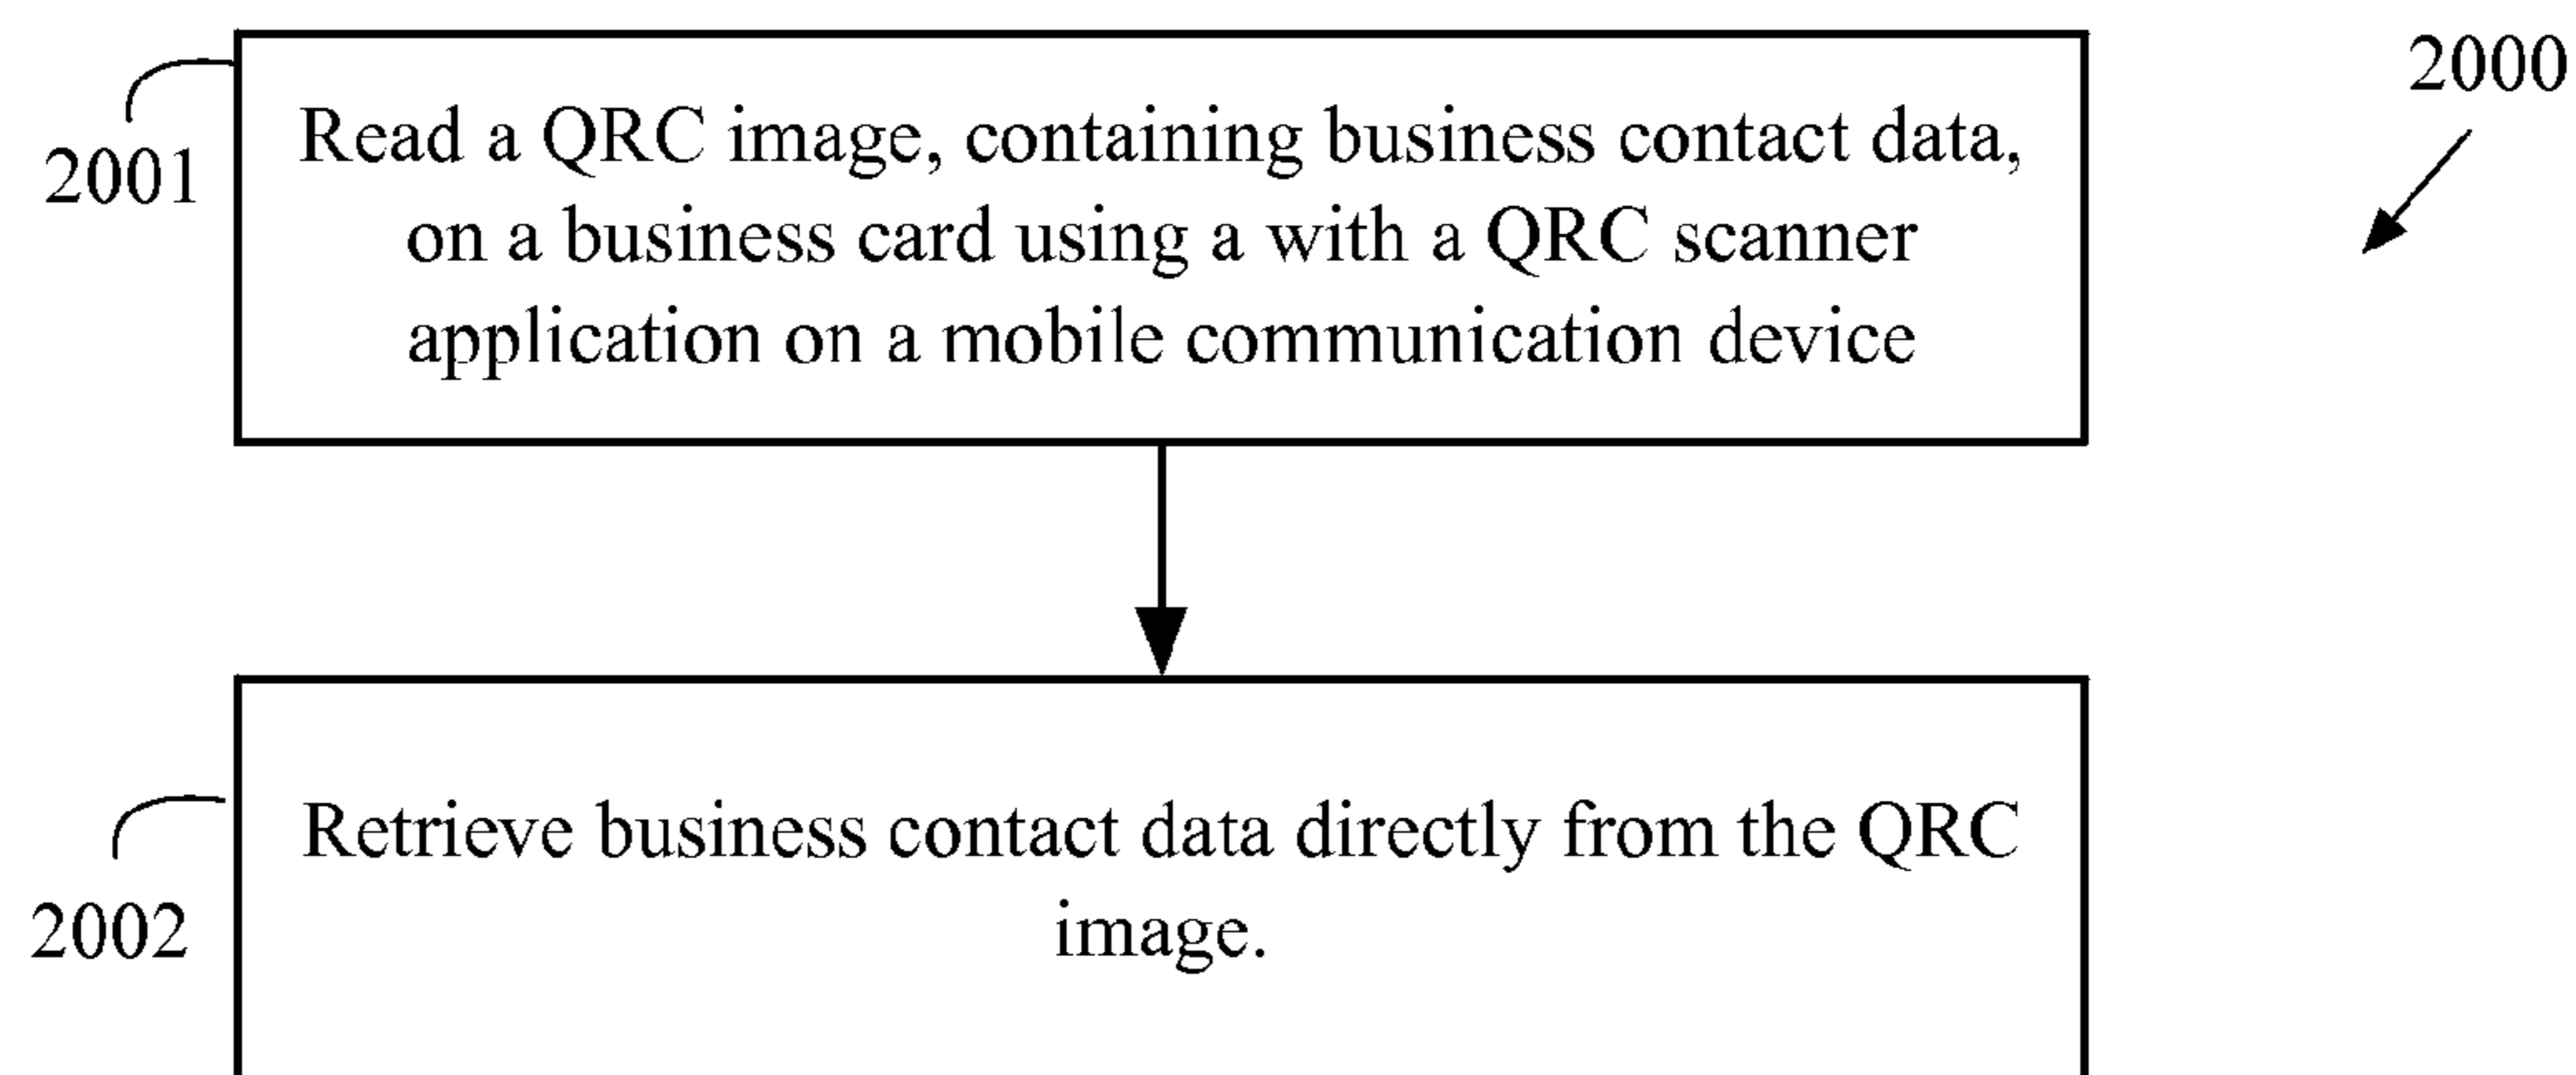 2000
2001
Read a QRC image, containing business contact data,
on a business card using a with a QRC scanner
application on a mobile communication device
2002
Retrieve business contact data directly from the QRC
image.